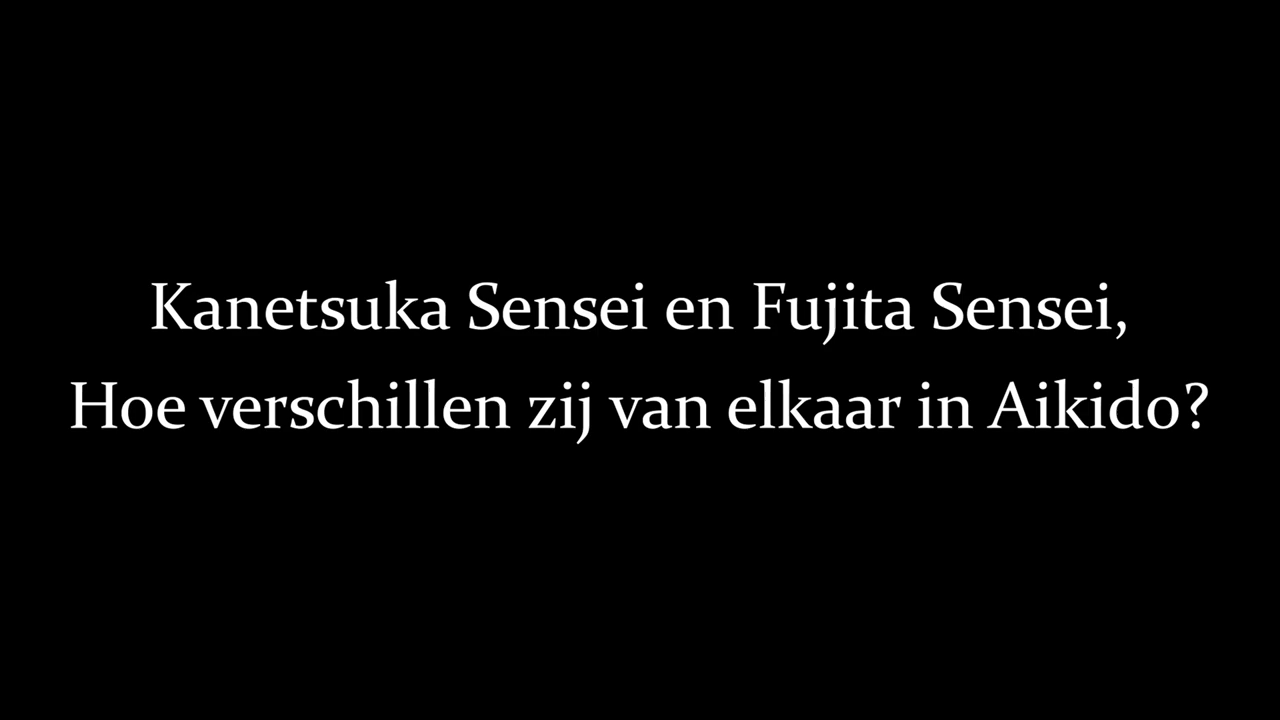 Kanetsuka Sensei en Fujita Sensei,
Hoe verschillen zij van elkaar in Aikido?